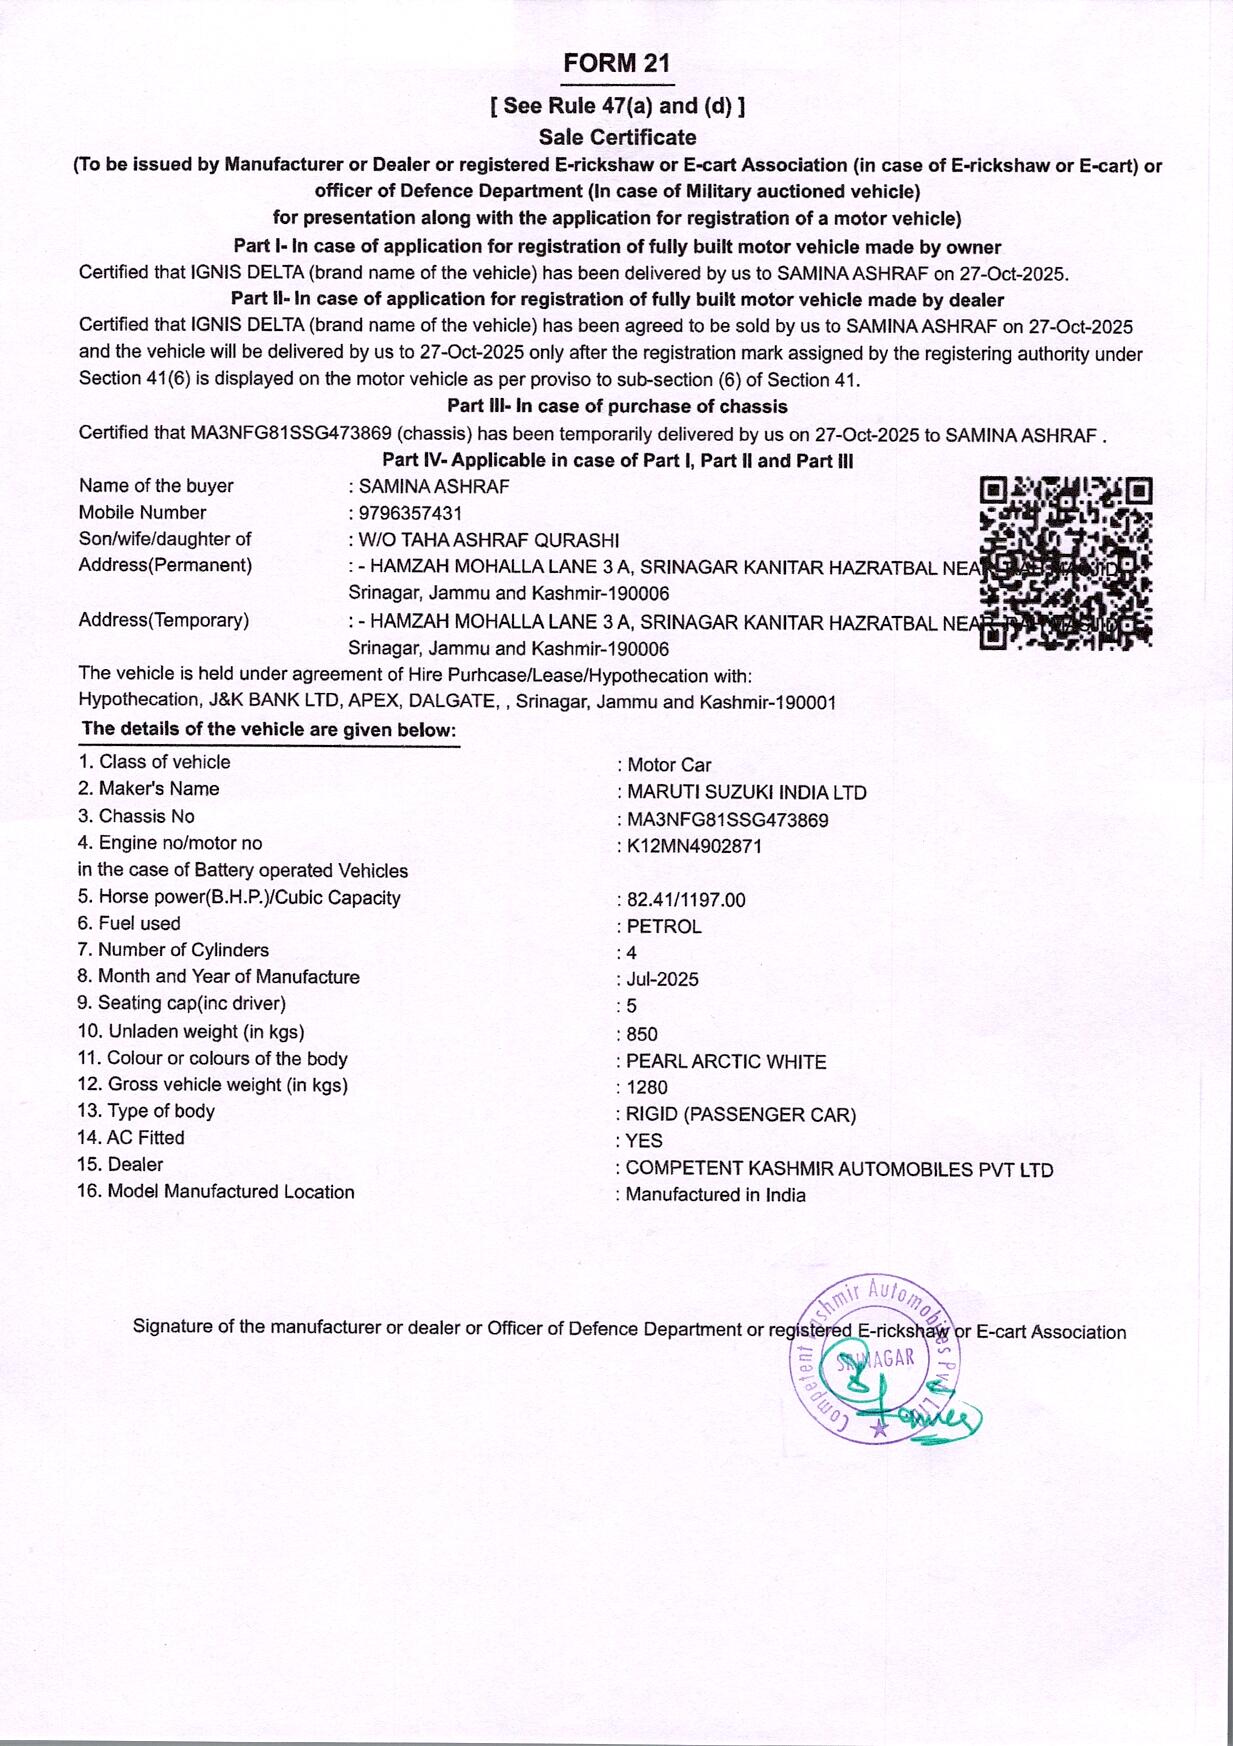 FORM 21
[ See Rule 47(a) and (d) ]
Sale Certificate
(To be issued by Manufacturer or Dealer or registered E-rickshaw or E-cart Association (in case of E-rickshaw or E-cart) or
officer of Defence Department (In case of Military auctioned vehicle)
for presentation along with the application for registration of a motor vehicle)
Part I- In case of application for registration of fully built motor vehicle made by owner
Certified that IGNIS DELTA (brand name of the vehicle) has been delivered by us to SAMINA ASHRAF on 27-Oct-2025.
Part II- In case of application for registration of fully built motor vehicle made by dealer
Certified that IGNIS DELTA (brand name of the vehicle) has been agreed to be sold by us to SAMINA ASHRAF on 27-Oct-2025
and the vehicle will be delivered by us to 27-Oct-2025 only after the registration mark assigned by the registering authority under
Section 41(6) is displayed on the motor vehicle as per proviso to sub-section (6) of Section 41.
Part III- In case of purchase of chassis
Certified that MA3NFG81SSG473869 (chassis) has been temporarily delivered by us on 27-Oct-2025 to SAMINA ASHRAF .
Part IV- Applicable in case of Part I, Part II and Part III
Name of the buyer : SAMINA ASHRAF
Mobile Number : 9796357431
Son/wife/daughter of : W/O TAHA ASHRAF QURASHI
Address(Permanent) : - HAMZAH MOHALLA LANE 3 A, SRINAGAR KANITAR HAZRATBAL NEAR MASJID
Srinagar, Jammu and Kashmir-190006
Address(Temporary) : - HAMZAH MOHALLA LANE 3 A, SRINAGAR KANITAR HAZRATBAL NEAR MASJID
Srinagar, Jammu and Kashmir-190006
The vehicle is held under agreement of Hire Purhcase/Lease/Hypothecation with:
Hypothecation, J&K BANK LTD, APEX, DALGATE, , Srinagar, Jammu and Kashmir-190001
The details of the vehicle are given below:
1. Class of vehicle : Motor Car
2. Maker's Name : MARUTI SUZUKI INDIA LTD
3. Chassis No : MA3NFG81SSG473869
4. Engine no/motor no : K12MN4902871
in the case of Battery operated Vehicles
5. Horse power(B.H.P.)/Cubic Capacity : 82.41/1197.00
6. Fuel used : PETROL
7. Number of Cylinders : 4
8. Month and Year of Manufacture : Jul-2025
9. Seating cap(inc driver) : 5
10. Unladen weight (in kgs) : 850
11. Colour or colours of the body : PEARL ARCTIC WHITE
12. Gross vehicle weight (in kgs) : 1280
13. Type of body : RIGID (PASSENGER CAR)
14. AC Fitted : YES
15. Dealer : COMPETENT KASHMIR AUTOMOBILES PVT LTD
16. Model Manufactured Location : Manufactured in India
Signature of the manufacturer or dealer or Officer of Defence Department or registered E-rickshaw or E-cart Association
Competent Kashmir Automobiles Pvt. Ltd.
SRINAGAR